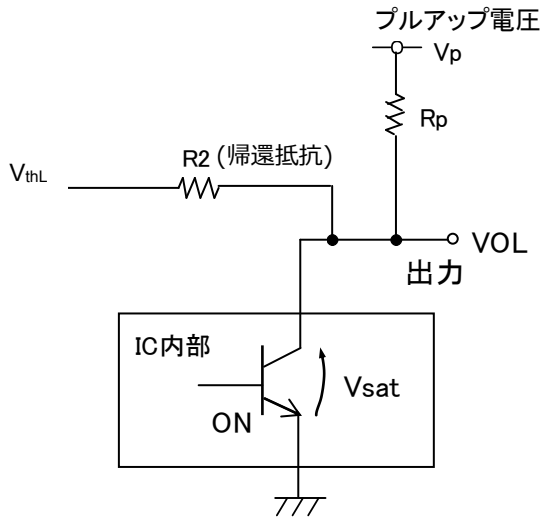 プルアップ電圧
Vp
Rp
R2 (帰還抵抗)
VthL
VOL
出力
IC内部
Vsat
ON